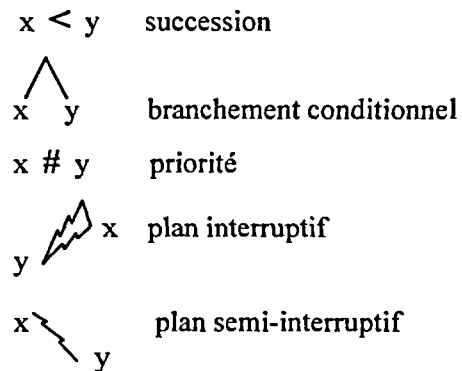 x < y succession
x y branchement conditionnel
x # y priorité
y x plan interruptif
x y plan semi-interruptif